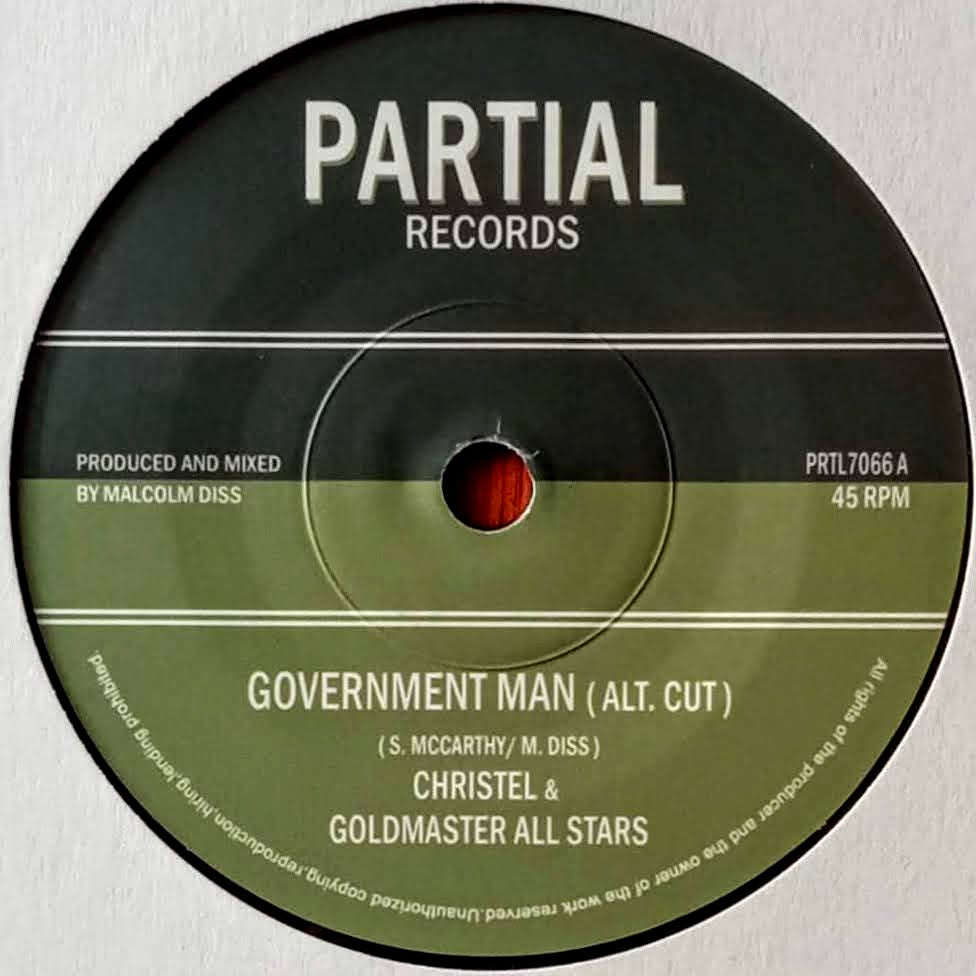 PARTIAL
RECORDS
PRODUCED AND MIXED
BY MALCOLM DISS
PRTL7066 A
45 RPM
GOVERNMENT MAN ( ALT. CUT )
( S. MCCARTHY/ M. DISS )
CHRISTEL &
GOLDMASTER ALL STARS
All rights of the producer and the owner of the work reserved.Unauthorized copying.reproduction,hiring,lending prohibited.